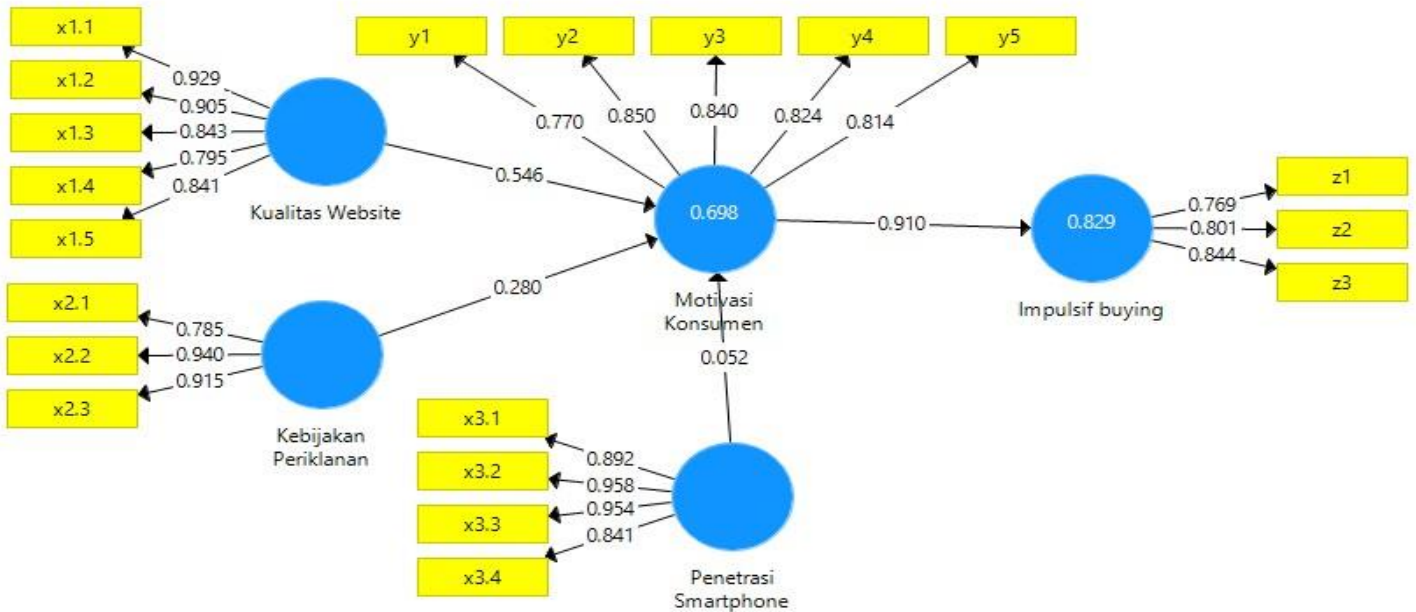 x1.1
x1.2
x1.3
x1.4
x1.5
0.929
0.905
0.843
0.795
0.841
Kualitas Website
0.546
y1
y2
y3
y4
y5
0.770
0.850
0.840
0.824
0.814
0.698
Motivasi
Konsumen
0.910
0.829
Impulsif buying
0.769
0.801
0.844
z1
z2
z3
x2.1
x2.2
x2.3
0.785
0.940
0.915
Kebijakan
Periklanan
0.280
0.052
x3.1
x3.2
x3.3
x3.4
0.892
0.958
0.954
0.841
Penetrasi
Smartphone